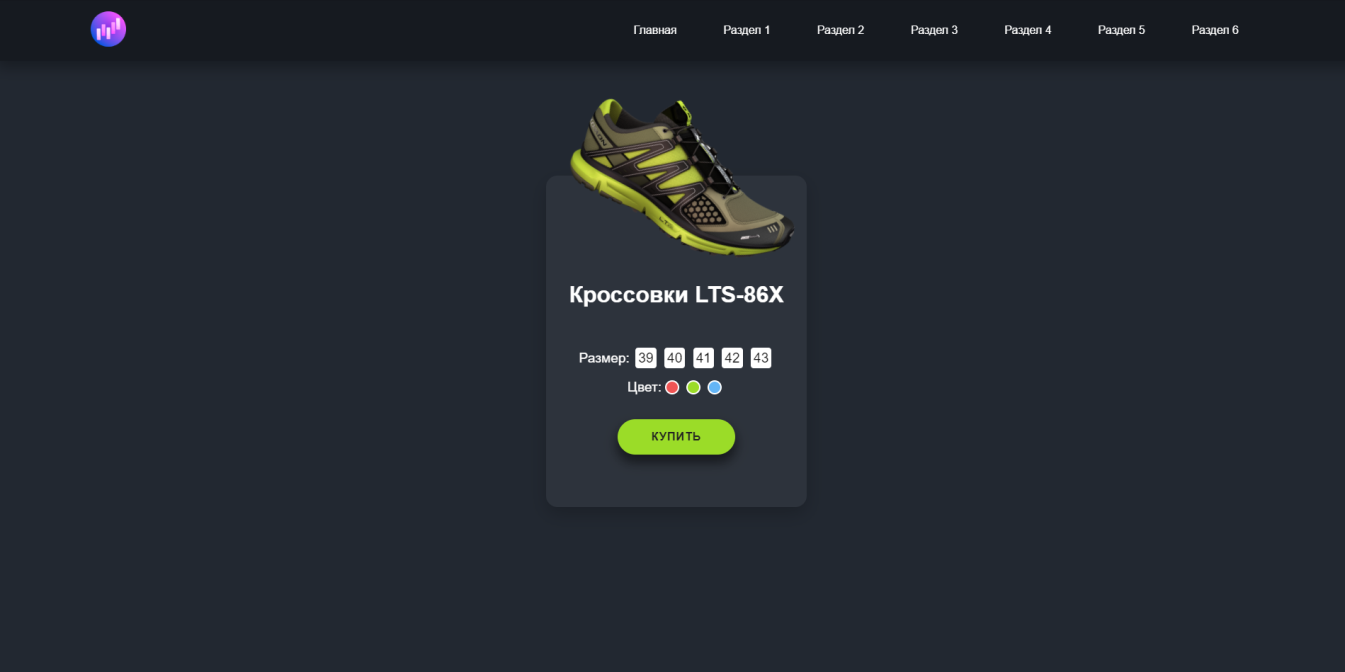 Главная Раздел 1 Раздел 2 Раздел 3 Раздел 4 Раздел 5 Раздел 6
Кроссовки LTS-86X
Размер: 39 40 41 42 43
Цвет:
КУПИТЬ